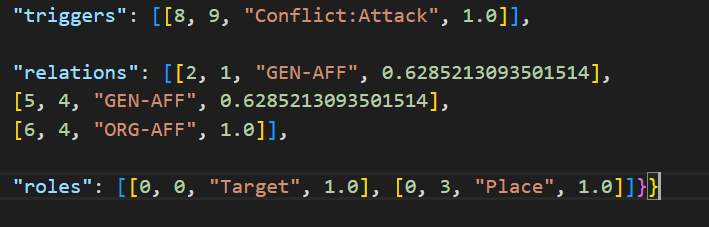 "triggers": [[8, 9, "Conflict:Attack", 1.0]],
"relations": [[2, 1, "GEN-AFF", 0.6285213093501514],
[5, 4, "GEN-AFF", 0.6285213093501514],
[6, 4, "ORG-AFF", 1.0]],
"roles": [[0, 0, "Target", 1.0], [0, 3, "Place", 1.0]]}}